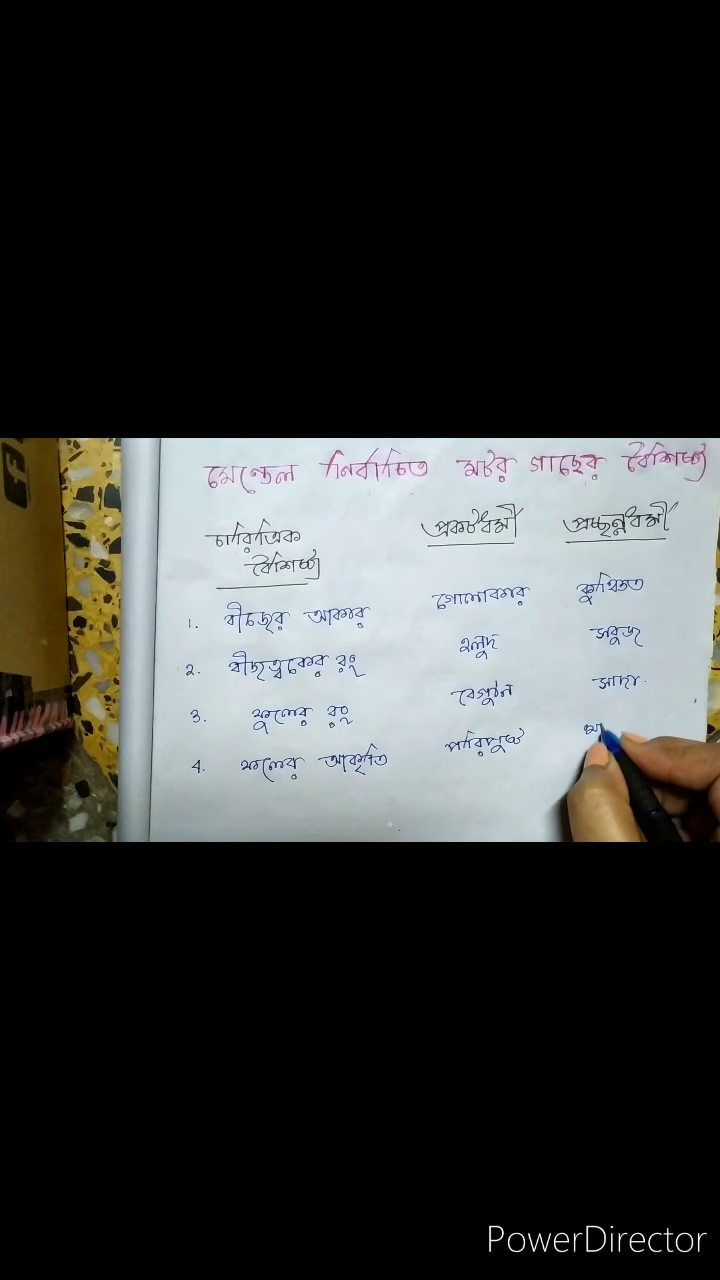 মেন্ডেল নির্বাচিত মটর গাছের বৈশিষ্ট্য
চারিত্রিক বৈশিষ্ট্য প্রকটধর্মী প্রচ্ছন্নধর্মী
1. বীজের আকার গোলাকার কুঞ্চিত
2. বীজত্বকের রং হলুদ সবুজ
3. ফুলের রং বেগুনি সাদা
4. ফলের আকৃতি পরিপুষ্ট
PowerDirector